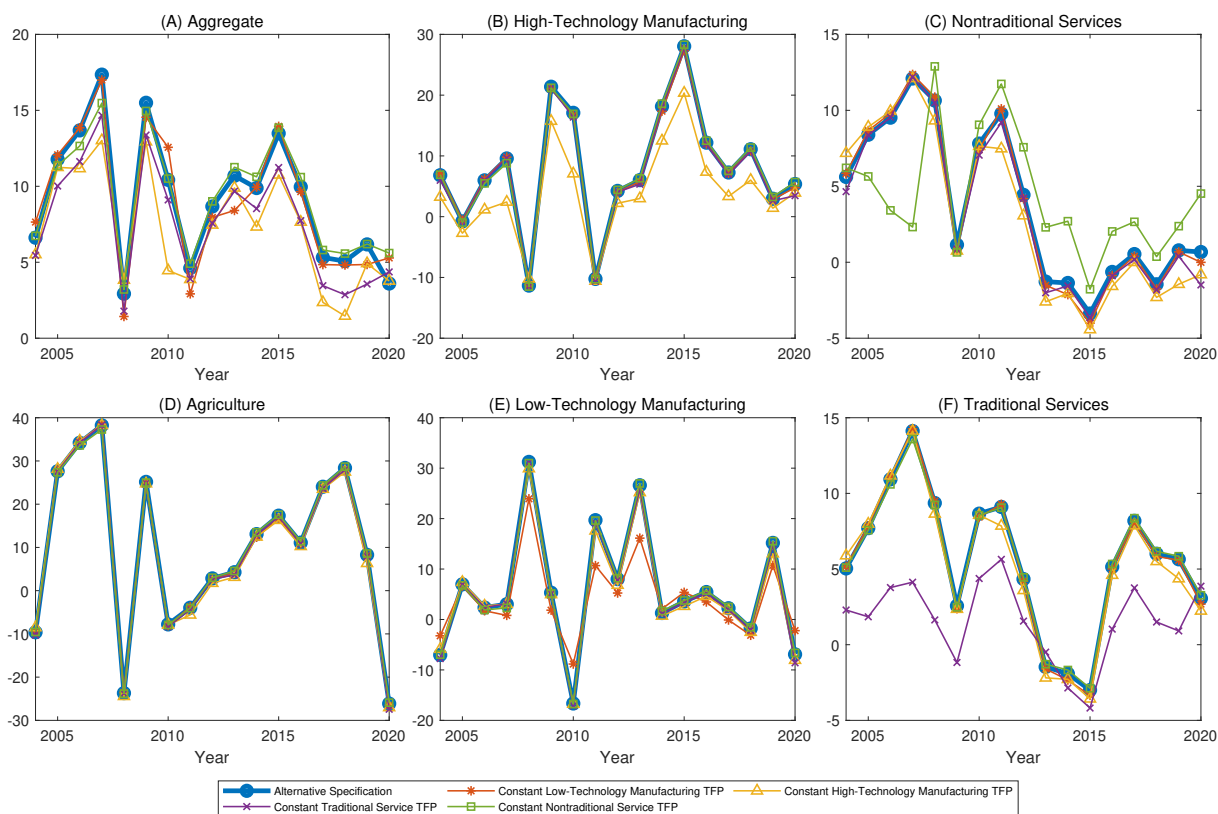 (A) Aggregate
20
15
10
5
0
2005 2010 2015 2020
Year
(B) High-Technology Manufacturing
30
20
10
0
-10
-20
2005 2010 2015 2020
Year
(C) Nontraditional Services
15
10
5
0
-5
2005 2010 2015 2020
Year
(D) Agriculture
40
30
20
10
0
-10
-20
-30
2005 2010 2015 2020
Year
(E) Low-Technology Manufacturing
40
30
20
10
0
-10
-20
2005 2010 2015 2020
Year
(F) Traditional Services
15
10
5
0
-5
2005 2010 2015 2020
Year
Alternative Specification Constant Low-Technology Manufacturing TFP Constant High-Technology Manufacturing TFP
Constant Traditional Service TFP Constant Nontraditional Service TFP